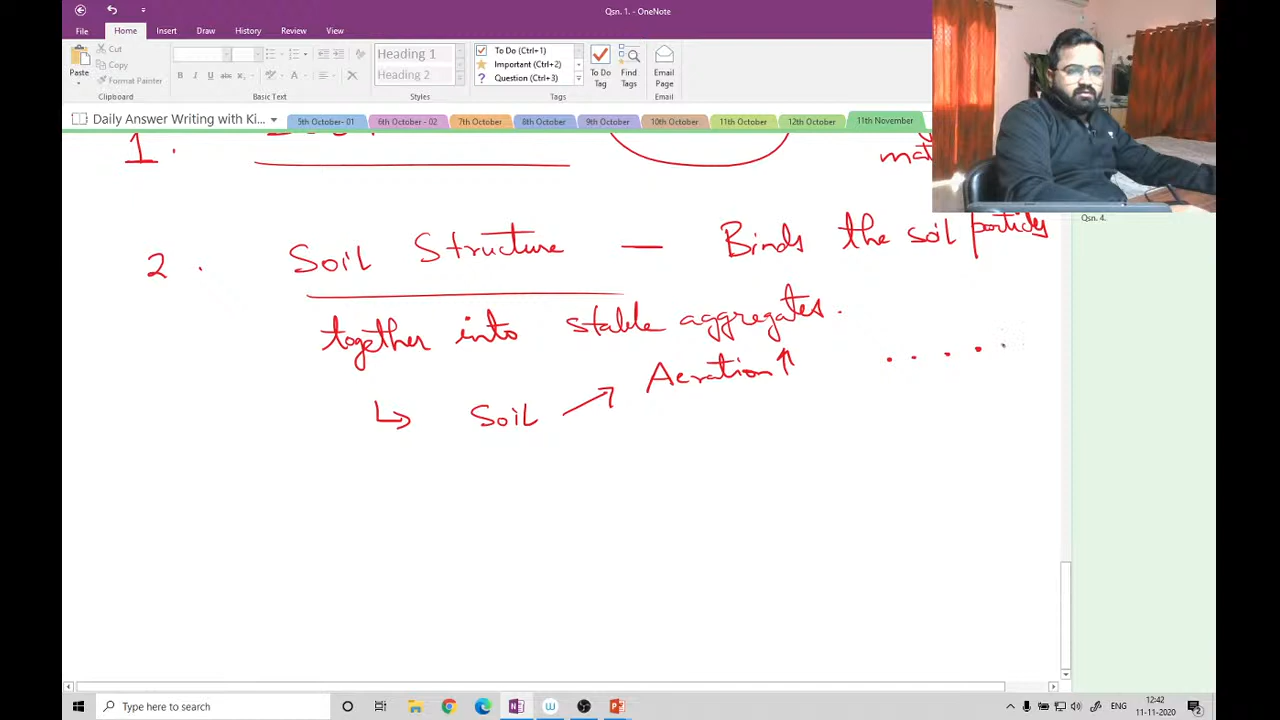 Qsn. 1. - OneNote
File Home Insert Draw History Review View
Paste
Cut
Copy
Format Painter
Clipboard
B I U abc
Basic Text
Heading 1
Heading 2
Styles
To Do (Ctrl+1)
Important (Ctrl+2)
Question (Ctrl+3)
Tags
To Do Tag
Find Tags
Email Page
Email
Daily Answer Writing with Ki...
5th October- 01 6th October - 02 7th October 8th October 9th October 10th October 11th October 12th October 11th November
Qsn. 4.
1.
2. Soil Structure — Binds the soil particles
together into stable aggregates.
Aeration↑
↳ Soil ↗
Type here to search
12:42
11-11-2020
2